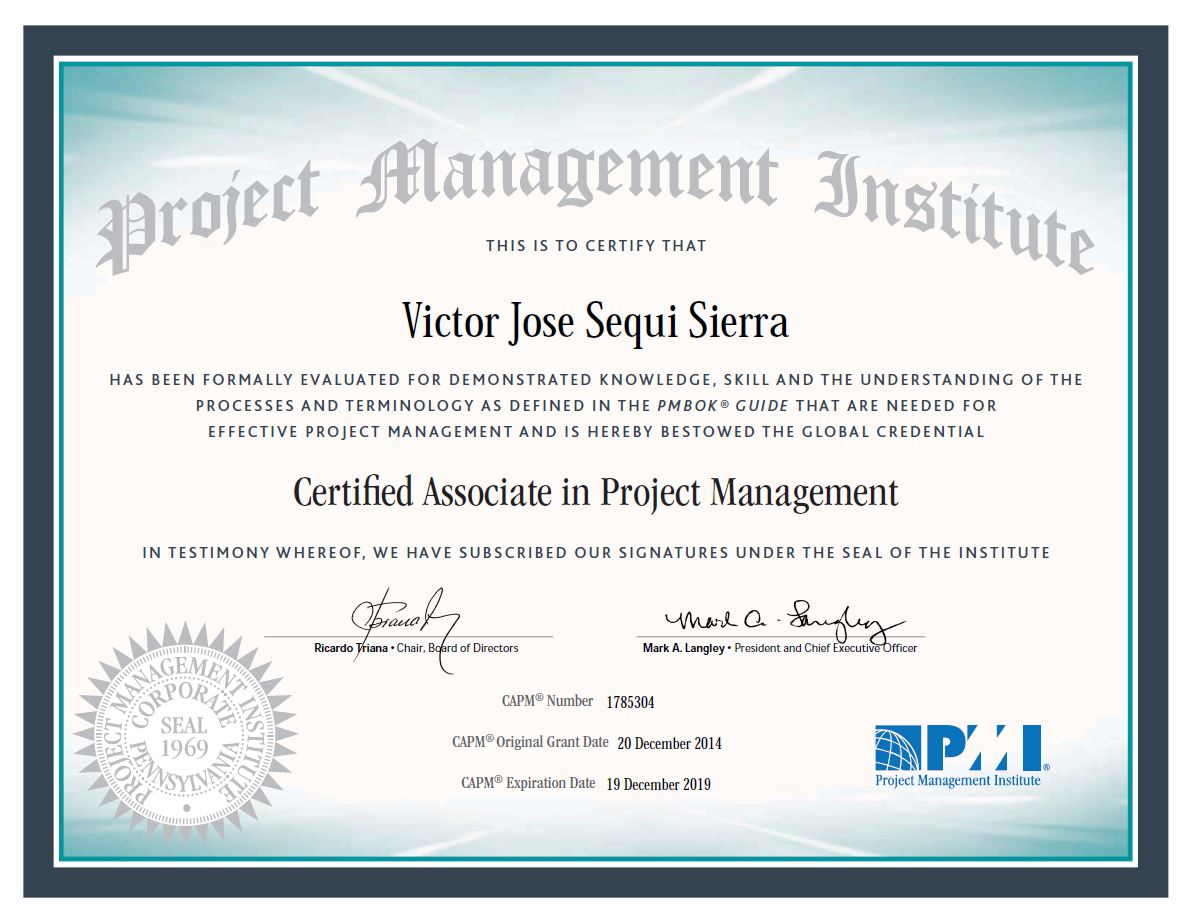 Project Management Institute
THIS IS TO CERTIFY THAT
Victor Jose Sequi Sierra
HAS BEEN FORMALLY EVALUATED FOR DEMONSTRATED KNOWLEDGE, SKILL AND THE UNDERSTANDING OF THE
PROCESSES AND TERMINOLOGY AS DEFINED IN THE PMBOK® GUIDE THAT ARE NEEDED FOR
EFFECTIVE PROJECT MANAGEMENT AND IS HEREBY BESTOWED THE GLOBAL CREDENTIAL
Certified Associate in Project Management
IN TESTIMONY WHEREOF, WE HAVE SUBSCRIBED OUR SIGNATURES UNDER THE SEAL OF THE INSTITUTE
Mark A. Langley
Ricardo Triana • Chair, Board of Directors
Mark A. Langley • President and Chief Executive Officer
CAPM® Number 1785304
CAPM® Original Grant Date 20 December 2014
CAPM® Expiration Date 19 December 2019
PROJECT MANAGEMENT INSTITUTE
CORPORATE
SEAL
1969
PENNSYLVANIA
PMI®
Project Management Institute